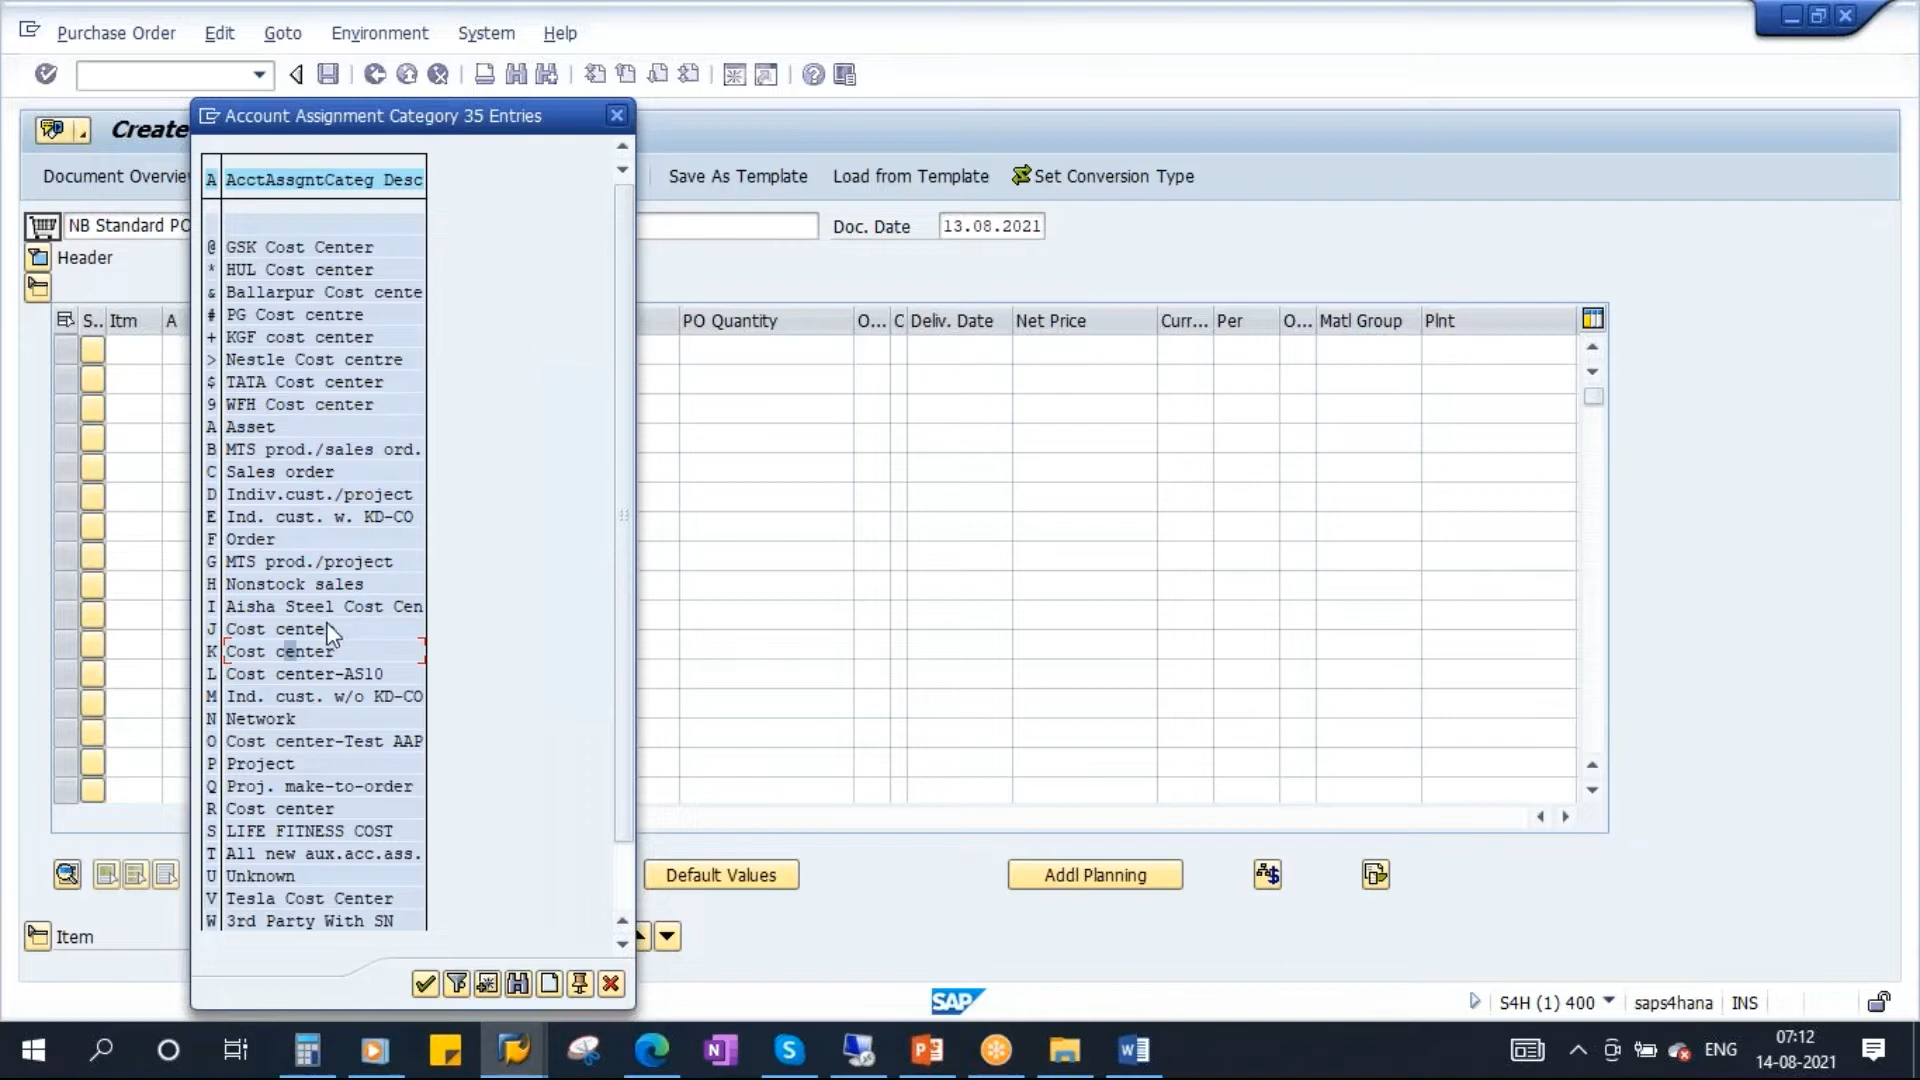 Purchase Order Edit Goto Environment System Help
Account Assignment Category 35 Entries
Create
Document Overvie Save As Template Load from Template Set Conversion Type
A AcctAssgntCateg Desc
NB Standard PO Doc. Date 13.08.2021
Header
@ GSK Cost Center
* HUL Cost center
& Ballarpur Cost cente
# PG Cost centre
+ KGF cost center
> Nestle Cost centre
$ TATA Cost center
9 WFH Cost center
A Asset
B MTS prod./sales ord.
C Sales order
D Indiv.cust./project
E Ind. cust. w. KD-CO
F Order
G MTS prod./project
H Nonstock sales
I Aisha Steel Cost Cen
J Cost cente
K Cost center
L Cost center-AS10
M Ind. cust. w/o KD-CO
N Network
O Cost center-Test AAP
P Project
Q Proj. make-to-order
R Cost center
S LIFE FITNESS COST
T All new aux.acc.ass.
U Unknown
V Tesla Cost Center
W 3rd Party With SN
S.. Itm A PO Quantity O... C Deliv. Date Net Price Curr... Per O... Matl Group Plnt
Default Values Addl Planning
Item
SAP S4H (1) 400 saps4hana INS
ENG 07:12
14-08-2021